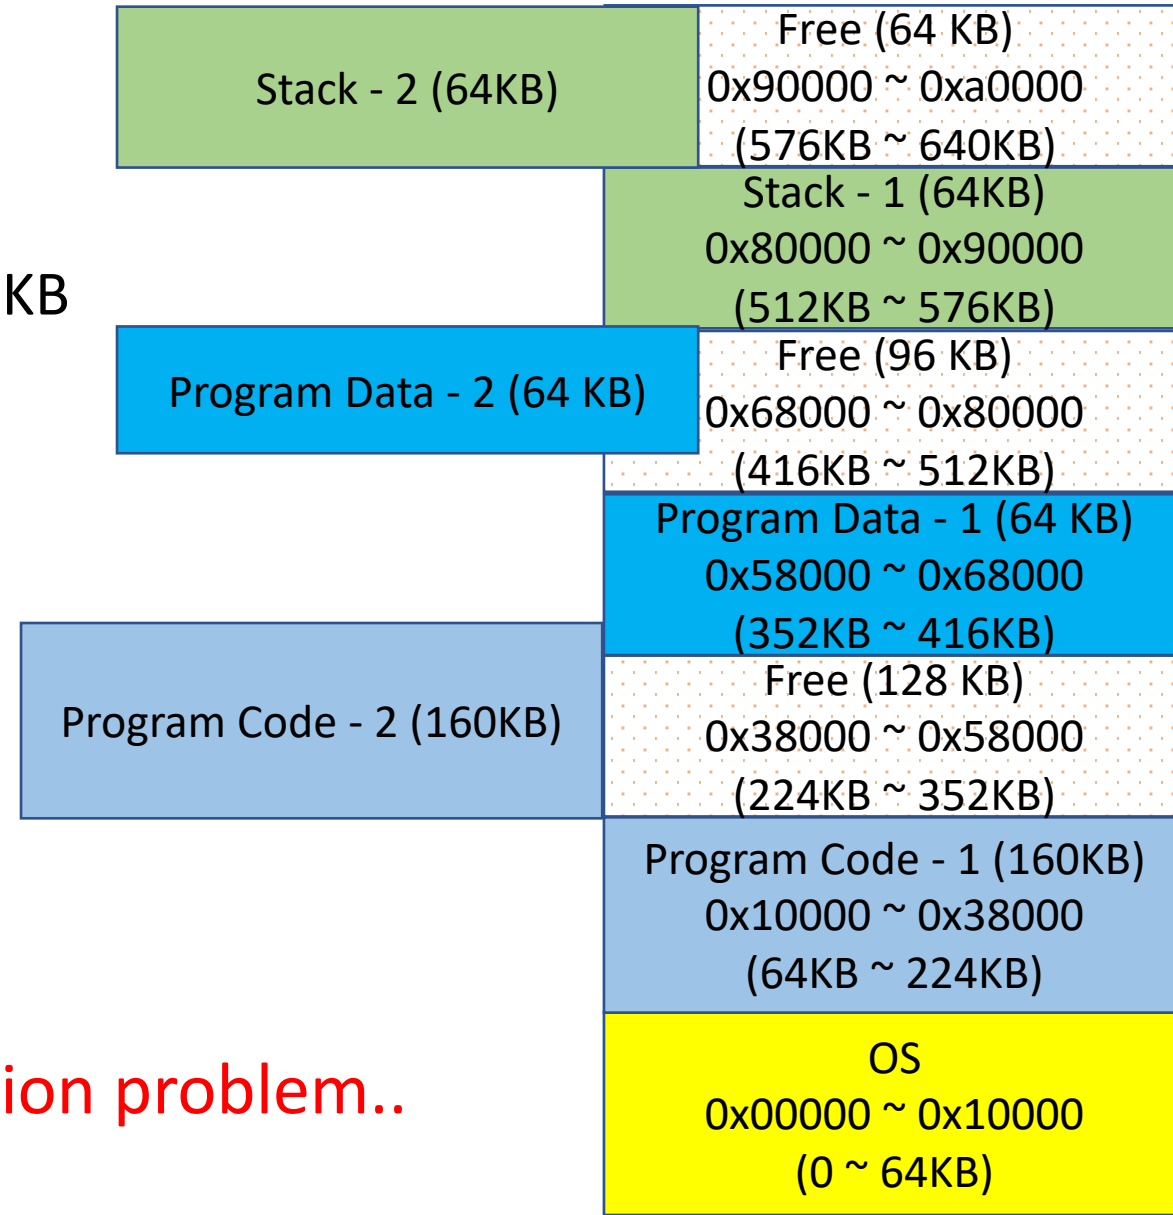 Stack - 2 (64KB)
Free (64 KB)
0x90000 ~ 0xa0000
(576KB ~ 640KB)
Stack - 1 (64KB)
0x80000 ~ 0x90000
(512KB ~ 576KB)
KB
Program Data - 2 (64 KB)
Free (96 KB)
0x68000 ~ 0x80000
(416KB ~ 512KB)
Program Data - 1 (64 KB)
0x58000 ~ 0x68000
(352KB ~ 416KB)
Program Code - 2 (160KB)
Free (128 KB)
0x38000 ~ 0x58000
(224KB ~ 352KB)
Program Code - 1 (160KB)
0x10000 ~ 0x38000
(64KB ~ 224KB)
ion problem..
OS
0x00000 ~ 0x10000
(0 ~ 64KB)